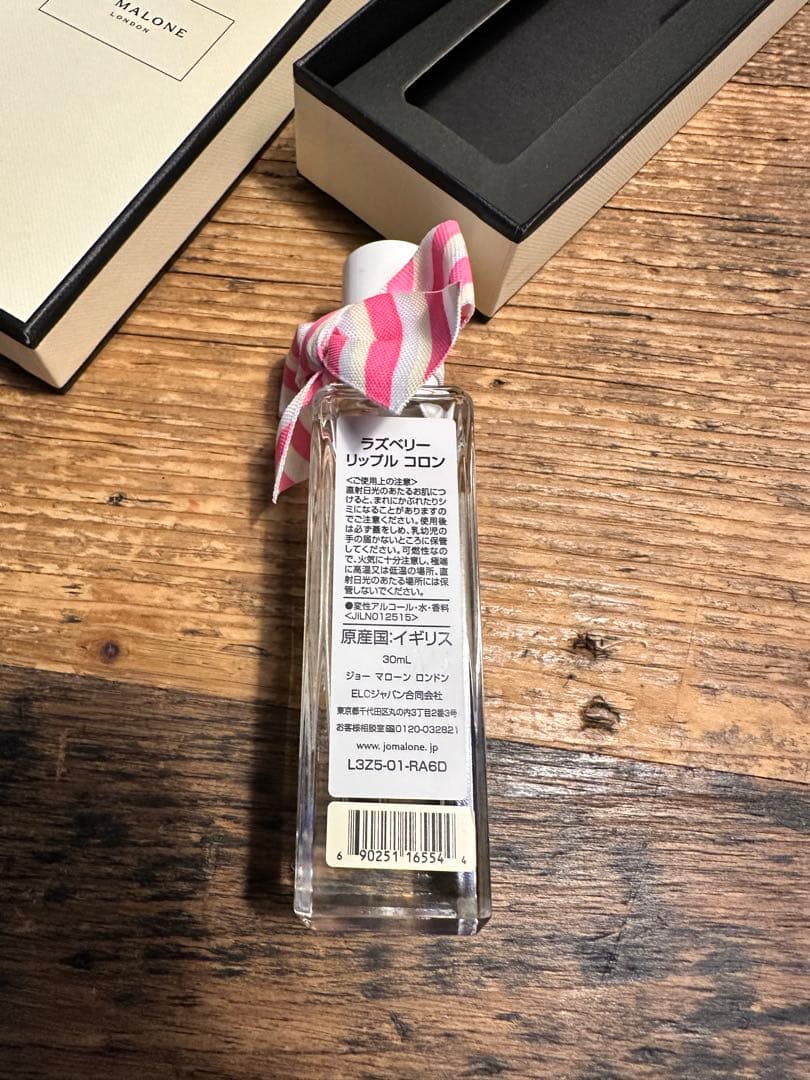 MALONE
LONDON
ラズベリー
リップル コロン
<ご使用上の注意>
直射日光のあたるお肌につ
けると、まれにかぶれたりシ
ミになることがありますの
でご注意ください。使用後
は必ず蓋をしめ、乳幼児の
手の届かないところに保管
してください。可燃性なの
で、火気に十分注意し、極端
に高温又は低温の場所、直
射日光のあたる場所には保
管しないでください。
●変性アルコール・水・香料
<JILN012515>
原産国:イギリス
30mL
ジョー マローン ロンドン
ELCジャパン合同会社
東京都千代田区丸の内3丁目2番3号
お客様相談室 0120-032821
www.jomalone.jp
L3Z5-01-RA6D
6 90251 16554 4